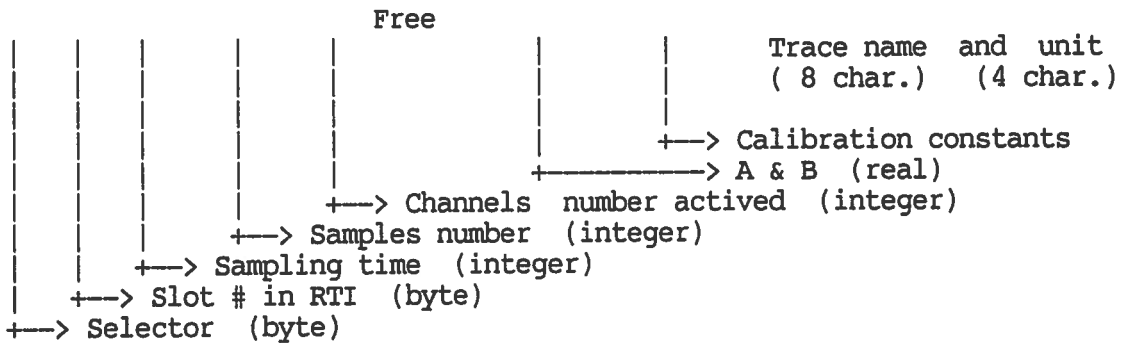 Free
Trace name and unit
( 8 char.) (4 char.)
+--> Calibration constants
+-----------> A & B (real)
+--> Channels number actived (integer)
+--> Samples number (integer)
+--> Sampling time (integer)
+--> Slot # in RTI (byte)
+--> Selector (byte)